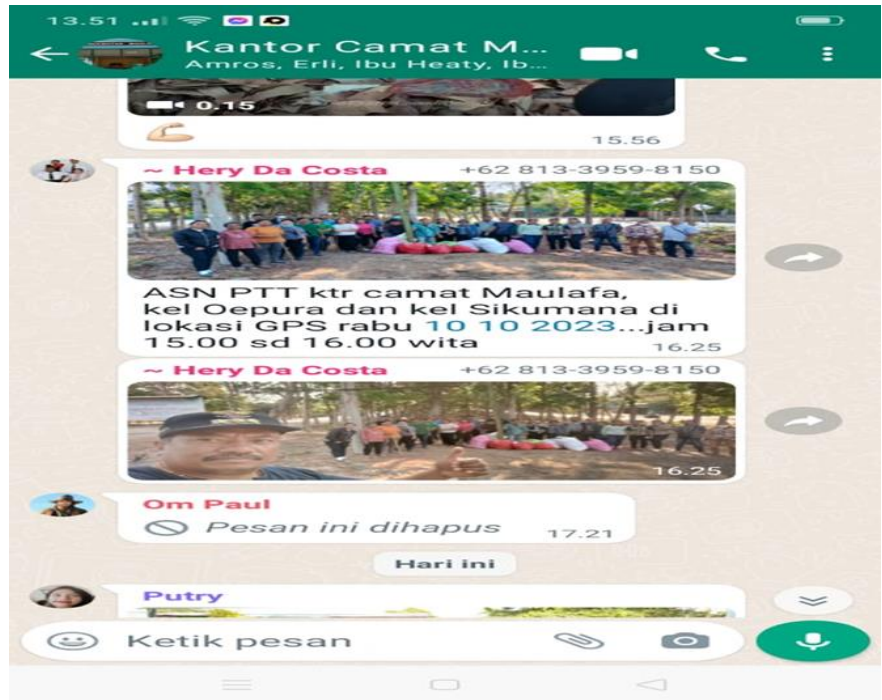 13.51
Kantor Camat M...
Amros, Erli, Ibu Heaty, Ib...
0.15
15.56
~ Hery Da Costa +62 813-3959-8150
ASN PTT ktr camat Maulafa,
kel Oepura dan kel Sikumana di
lokasi GPS rabu 10 10 2023...jam
15.00 sd 16.00 wita 16.25
~ Hery Da Costa +62 813-3959-8150
16.25
Om Paul
Pesan ini dihapus 17.21
Hari ini
Putry
Ketik pesan